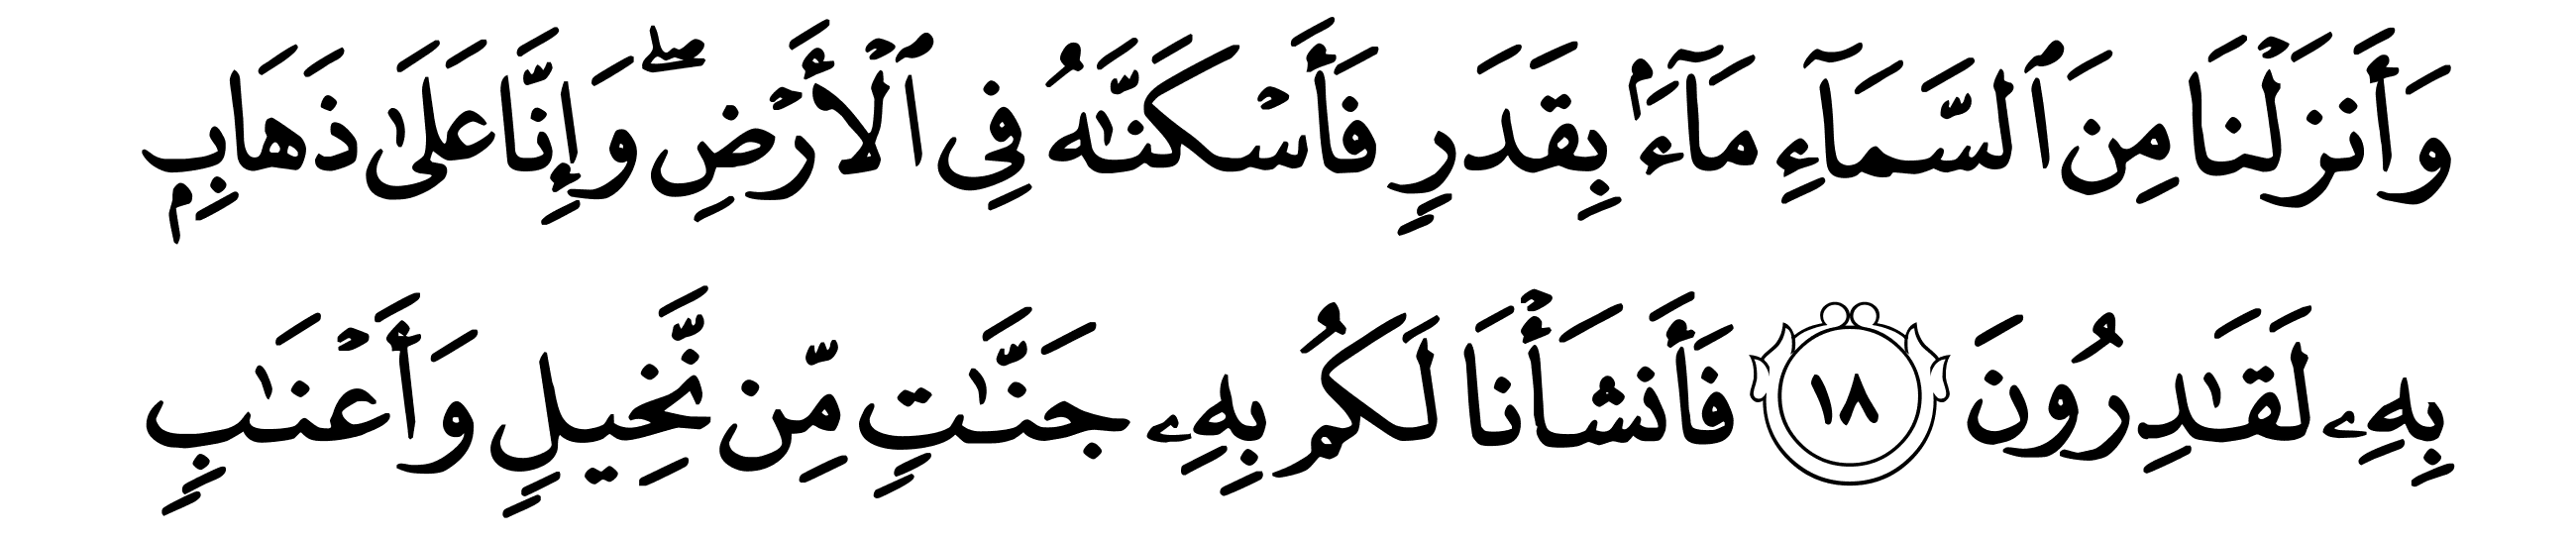 وَأَنزَلْنَا مِنَ ٱلسَّمَآءِ مَآءَۢ بِقَدَرٍ فَأَسْكَنَّٰهُ فِى ٱلْأَرْضِ ۖ وَإِنَّا عَلَىٰ ذَهَابِۭ
بِهِۦ لَقَٰدِرُونَ ١٨ فَأَنشَأْنَا لَكُم بِهِۦ جَنَّٰتٍ مِّن نَّخِيلٍ وَأَعْنَٰبٍ